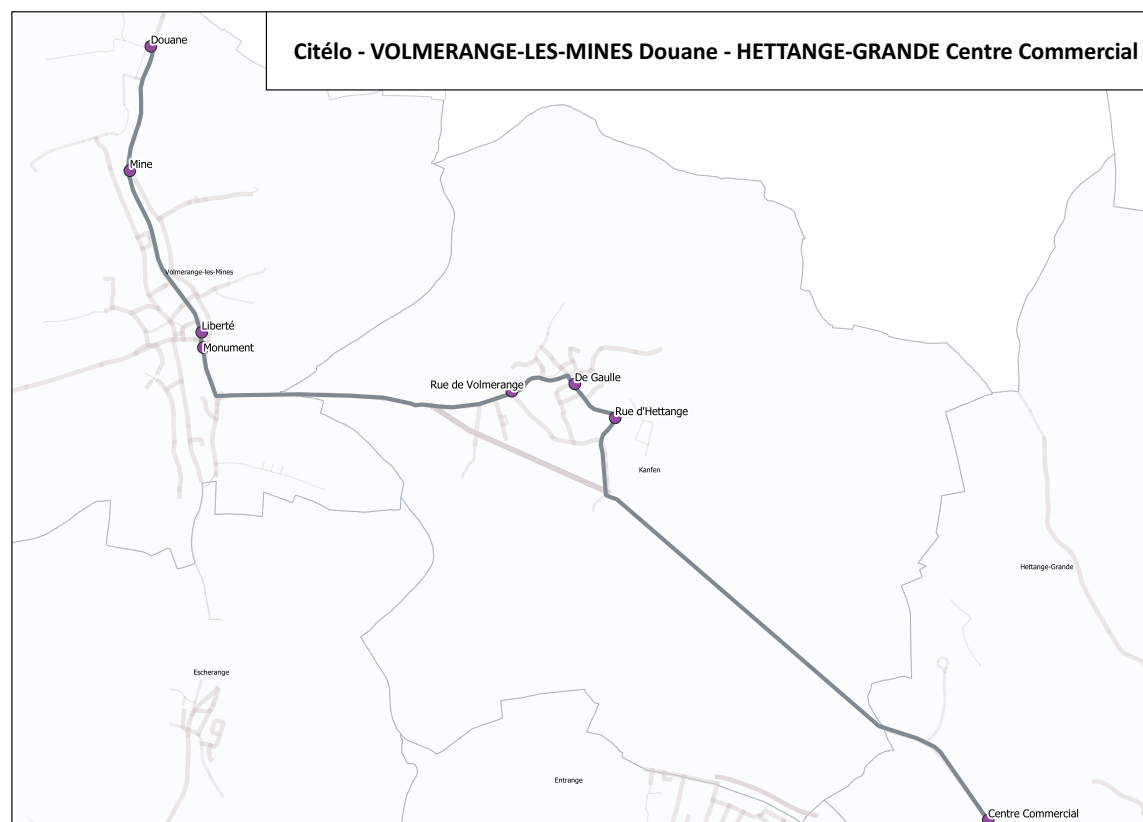 Citélo - VOLMERANGE-LES-MINES Douane - HETTANGE-GRANDE Centre Commercial
Douane
Mine
Volmerange-les-Mines
Liberté
Monument
De Gaulle
Rue de Volmerange
Rue d'Hettange
Kanfen
Hettange-Grande
Escherange
Entrange
Centre Commercial